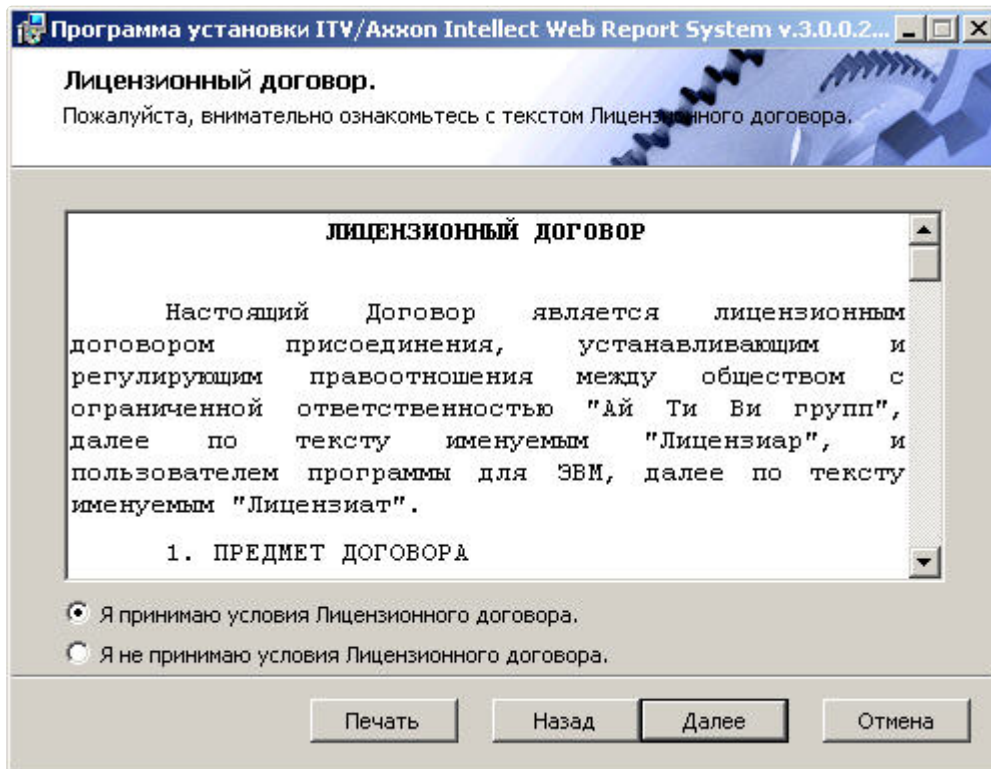 Программа установки ITV/Axxon Intellect Web Report System v.3.0.0.2...
Лицензионный договор.
Пожалуйста, внимательно ознакомьтесь с текстом Лицензионного договора.
ЛИЦЕНЗИОННЫЙ ДОГОВОР
Настоящий Договор является лицензионным
договором присоединения, устанавливающим и
регулирующим правоотношения между обществом с
ограниченной ответственностью "Ай Ти Ви групп",
далее по тексту именуемым "Лицензиар", и
пользователем программы для ЭВМ, далее по тексту
именуемым "Лицензиат".
1. ПРЕДМЕТ ДОГОВОРА
Я принимаю условия Лицензионного договора.
Я не принимаю условия Лицензионного договора.
Печать Назад Далее Отмена